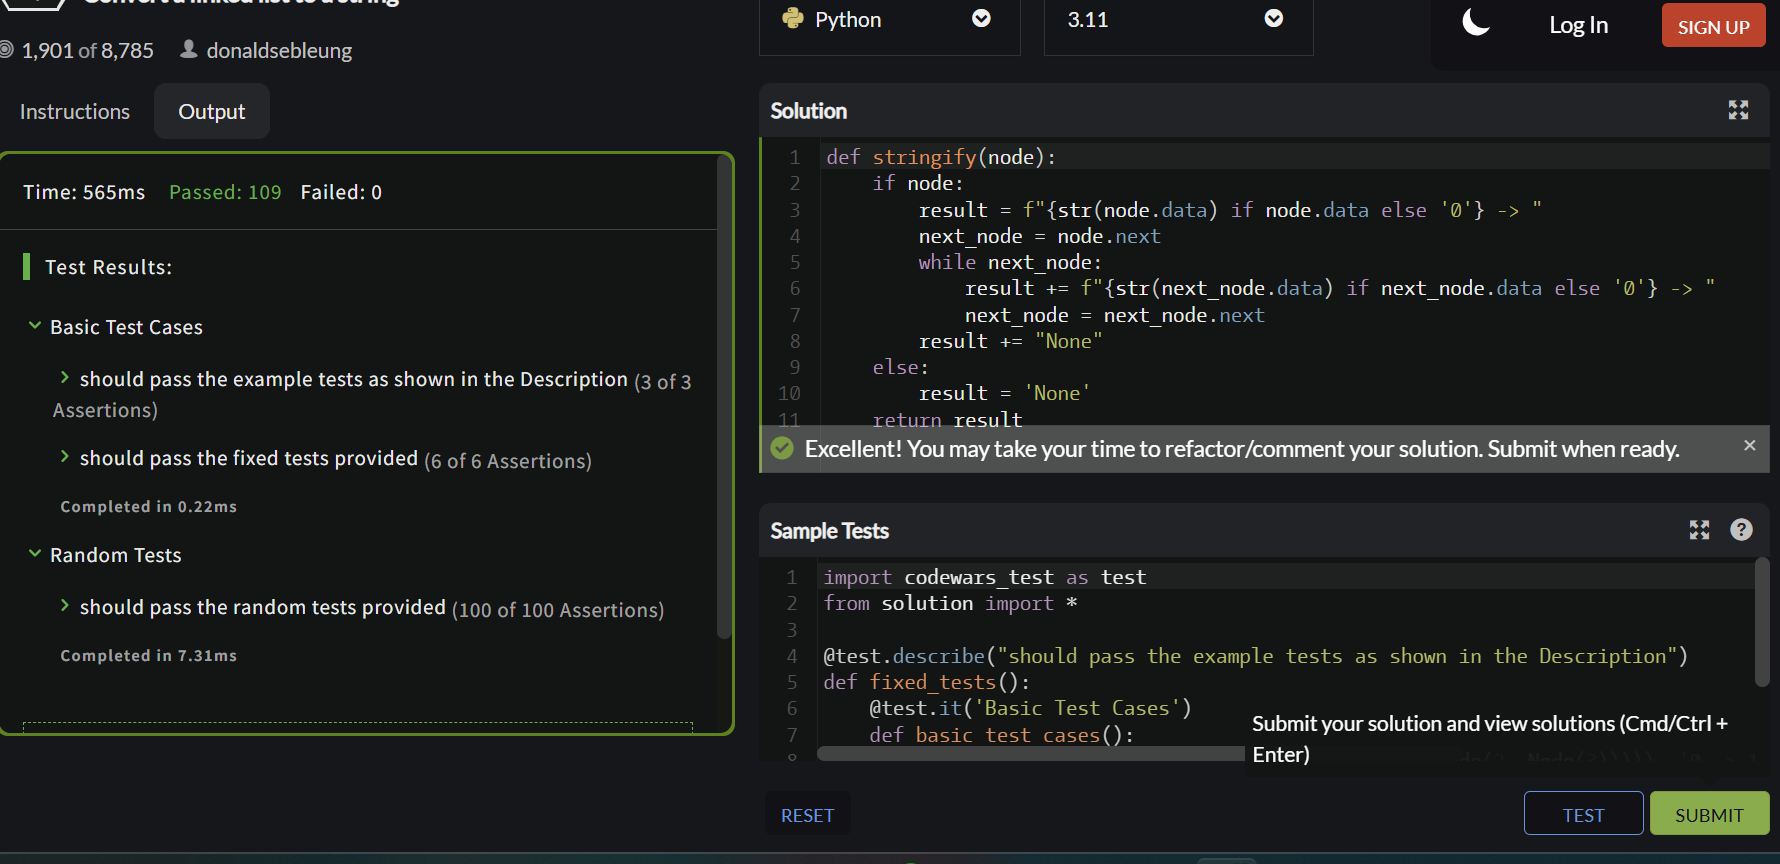 Convert a linked list to a string
1,901 of 8,785 donaldsebleung
Python
3.11
Log In
SIGN UP
Instructions
Output
Time: 565ms Passed: 109 Failed: 0
Test Results:
Basic Test Cases
should pass the example tests as shown in the Description (3 of 3
Assertions)
should pass the fixed tests provided (6 of 6 Assertions)
Completed in 0.22ms
Random Tests
should pass the random tests provided (100 of 100 Assertions)
Completed in 7.31ms
Solution
1 def stringify(node):
2     if node:
3         result = f"{str(node.data) if node.data else '0'} -> "
4         next_node = node.next
5         while next_node:
6             result += f"{str(next_node.data) if next_node.data else '0'} -> "
7             next_node = next_node.next
8         result += "None"
9     else:
10         result = 'None'
11     return result
Excellent! You may take your time to refactor/comment your solution. Submit when ready.
Sample Tests
1 import codewars_test as test
2 from solution import *
3
4 @test.describe("should pass the example tests as shown in the Description")
5 def fixed_tests():
6     @test.it('Basic Test Cases')
7     def basic_test_cases():
8
Submit your solution and view solutions (Cmd/Ctrl +
Enter)
RESET
TEST
SUBMIT